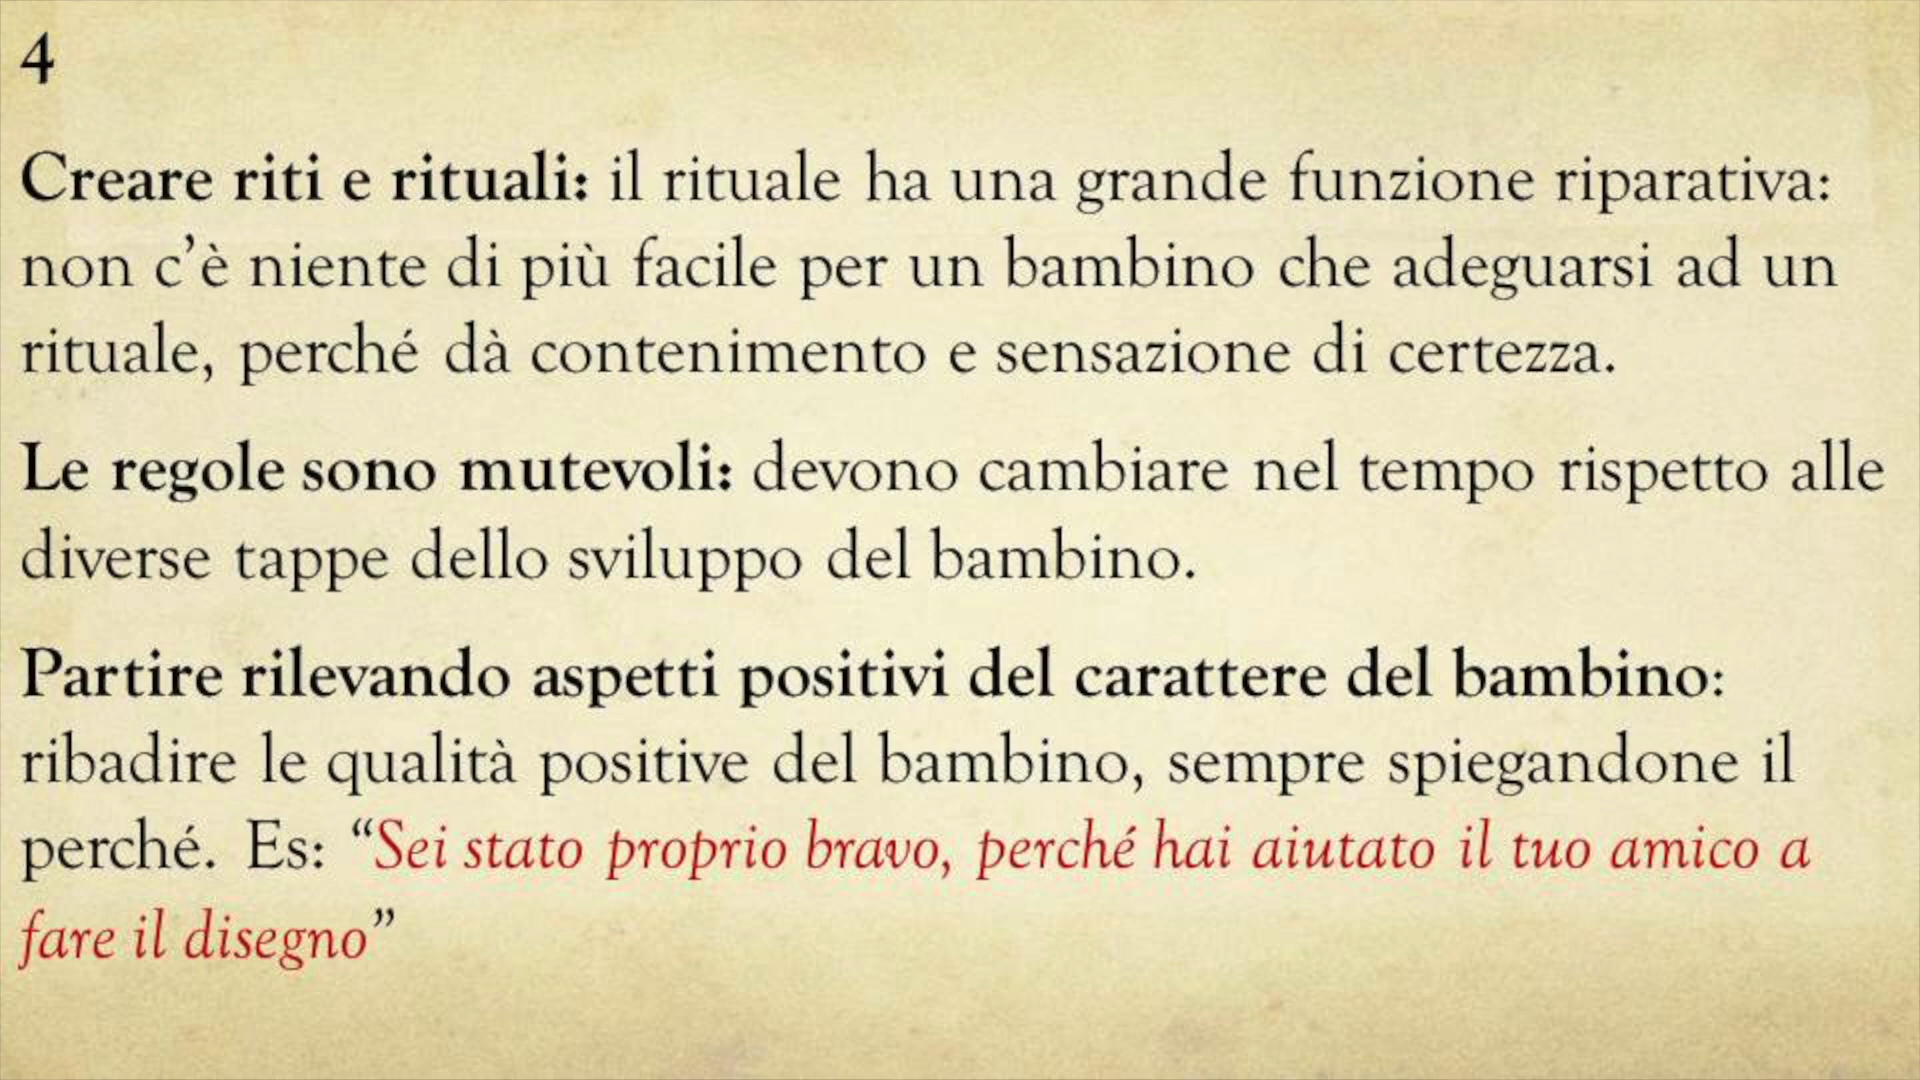 4
Creare riti e rituali: il rituale ha una grande funzione riparativa:
non c’è niente di più facile per un bambino che adeguarsi ad un
rituale, perché dà contenimento e sensazione di certezza.
Le regole sono mutevoli: devono cambiare nel tempo rispetto alle
diverse tappe dello sviluppo del bambino.
Partire rilevando aspetti positivi del carattere del bambino:
ribadire le qualità positive del bambino, sempre spiegandone il
perché. Es: “Sei stato proprio bravo, perché hai aiutato il tuo amico a
fare il disegno”